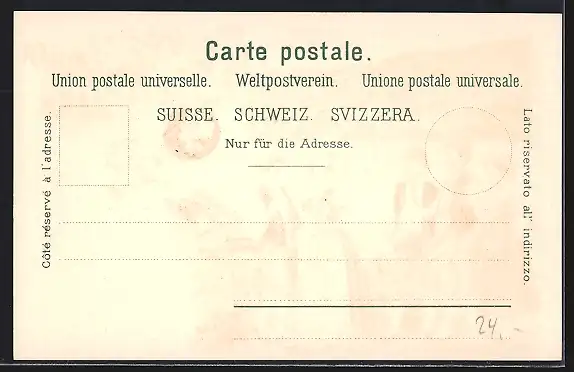 Carte postale.
Union postale universelle. Weltpostverein. Unione postale universale.
SUISSE. SCHWEIZ. SVIZZERA.
Nur für die Adresse.
Côté réservé à l'adresse.
Lato riservato all' indirizzo.
24,-